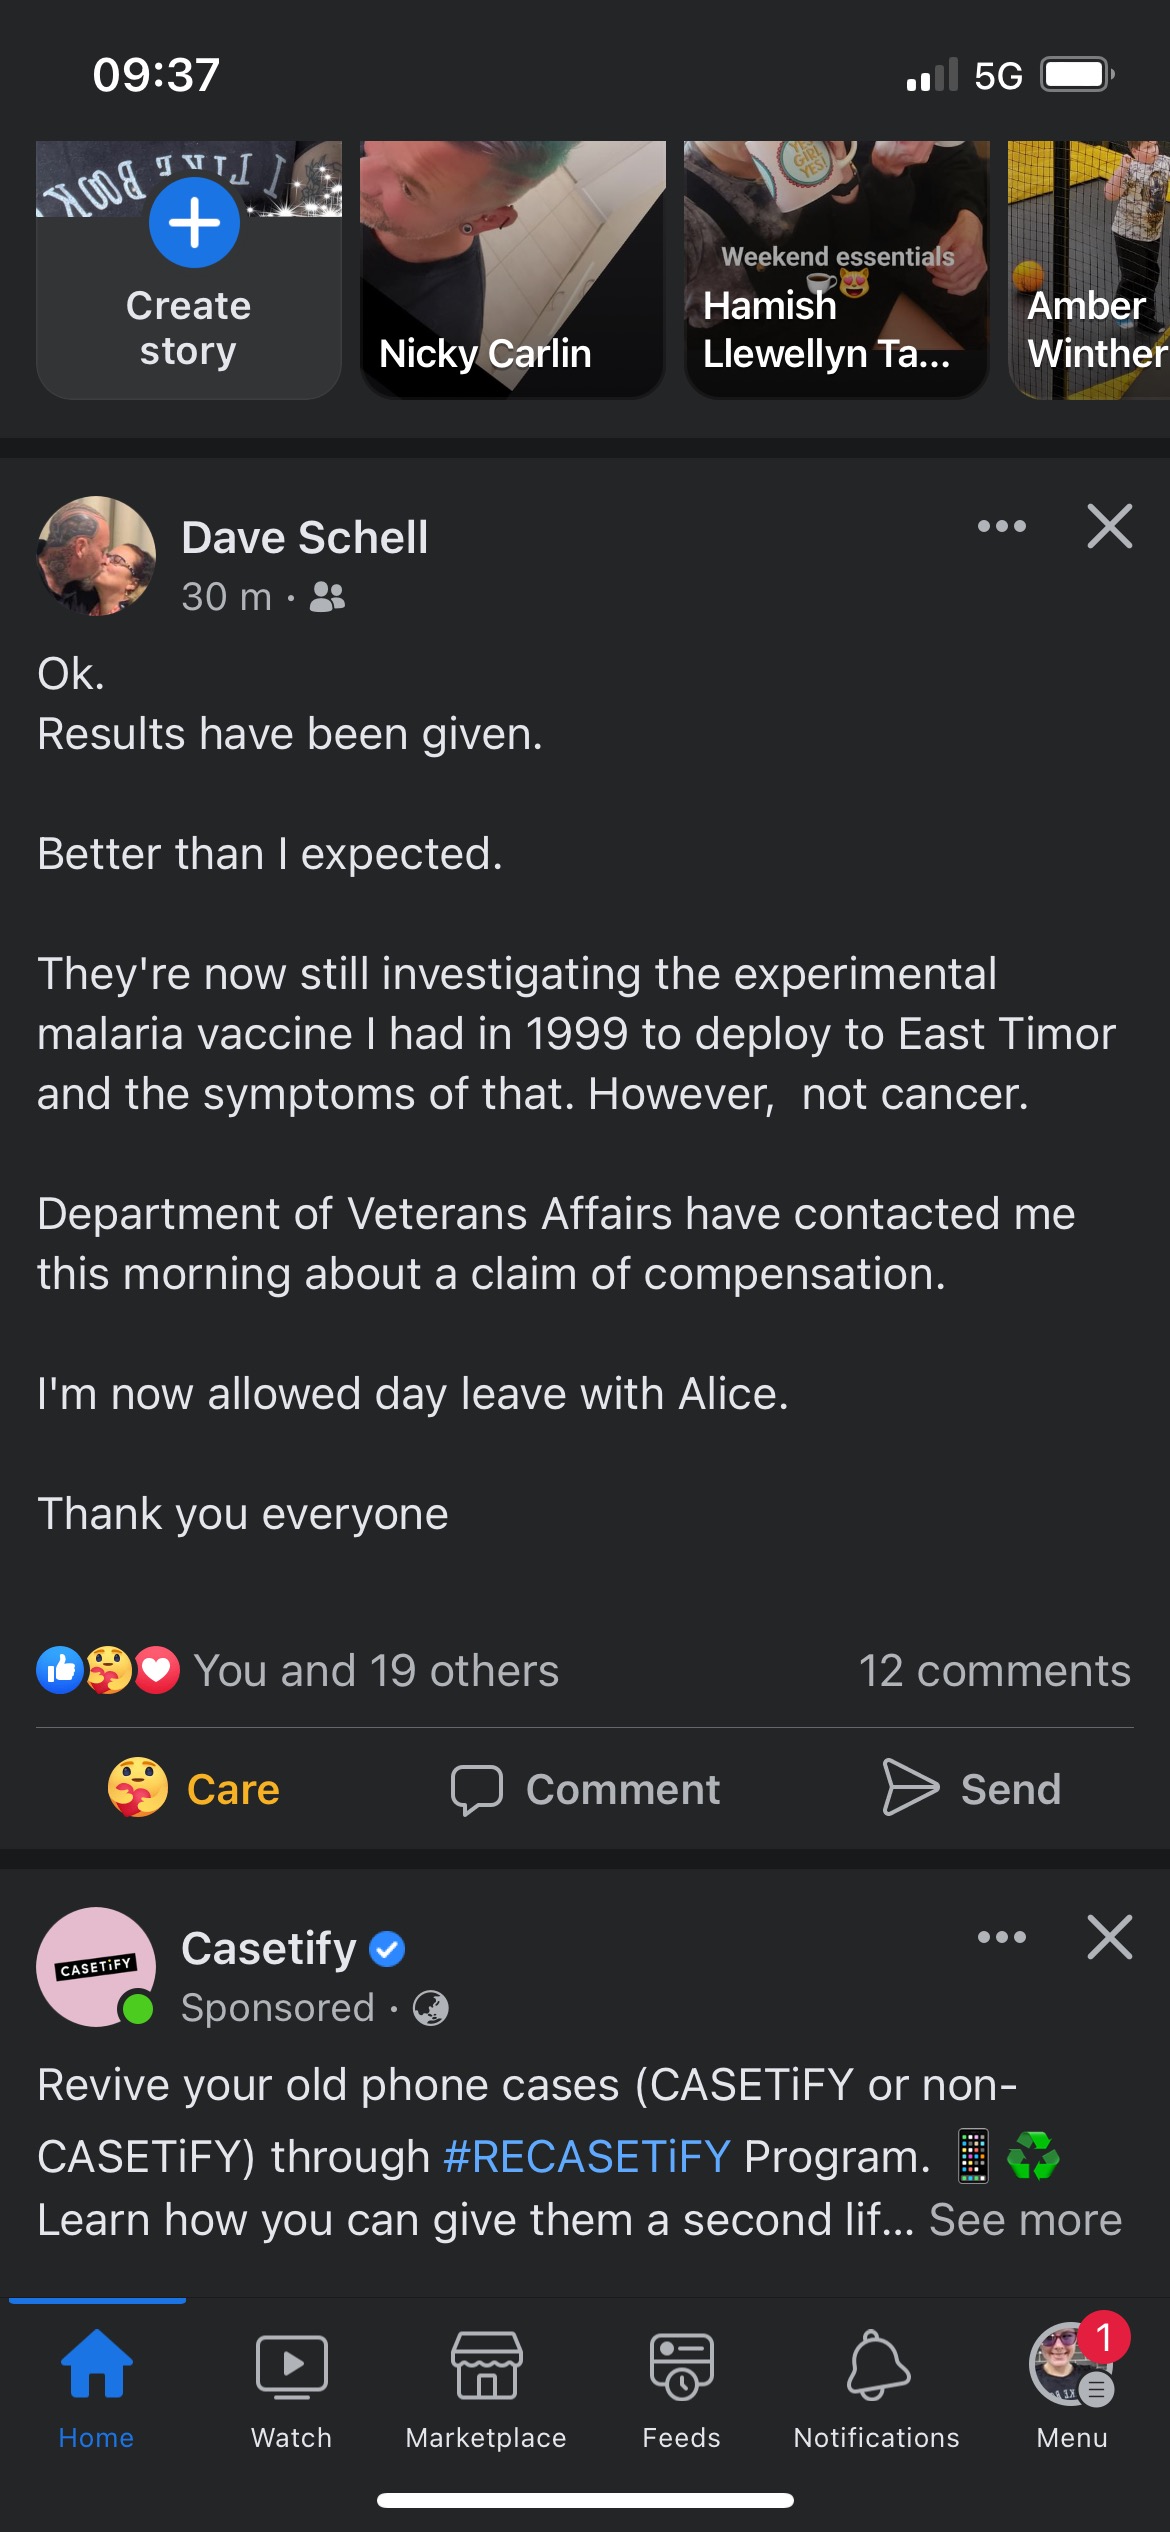 09:37
5G
I LIKE BOOK
Create
story
Nicky Carlin
YES
GIRL
YES!
Weekend essentials
Hamish
Llewellyn Ta...
Amber
Winther
Dave Schell
30 m ·
Ok.
Results have been given.
Better than I expected.
They're now still investigating the experimental
malaria vaccine I had in 1999 to deploy to East Timor
and the symptoms of that. However,  not cancer.
Department of Veterans Affairs have contacted me
this morning about a claim of compensation.
I'm now allowed day leave with Alice.
Thank you everyone
You and 19 others
12 comments
Care
Comment
Send
CASETiFY
Casetify
Sponsored ·
Revive your old phone cases (CASETiFY or non-
CASETiFY) through #RECASETiFY Program. 📱♻️
Learn how you can give them a second lif... See more
1
Home
Watch
Marketplace
Feeds
Notifications
Menu